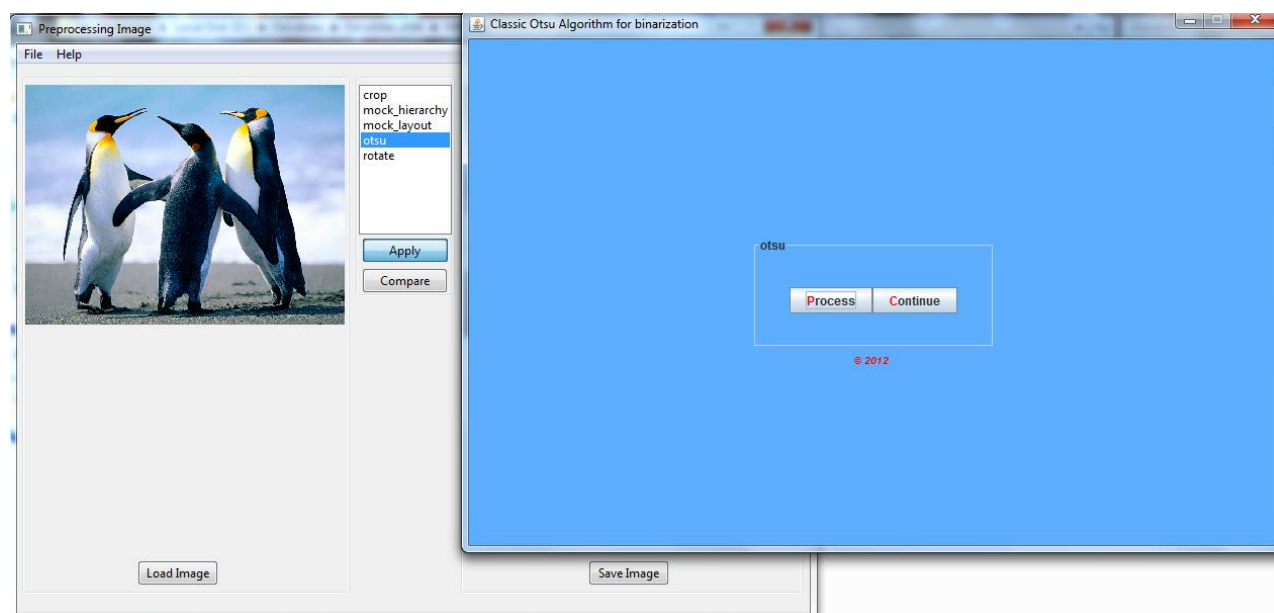 Preprocessing Image
File Help
crop
mock_hierarchy
mock_layout
otsu
rotate
Apply
Compare
Load Image
Save Image
Classic Otsu Algorithm for binarization
otsu
Process Continue
© 2012